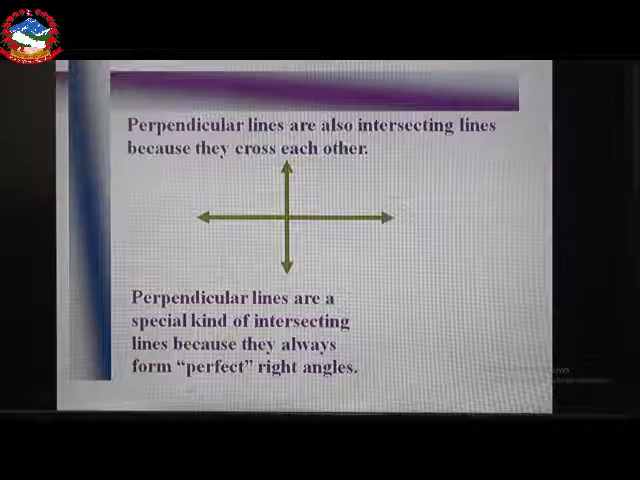 Perpendicular lines are also intersecting lines
because they cross each other.
Perpendicular lines are a
special kind of intersecting
lines because they always
form “perfect” right angles.